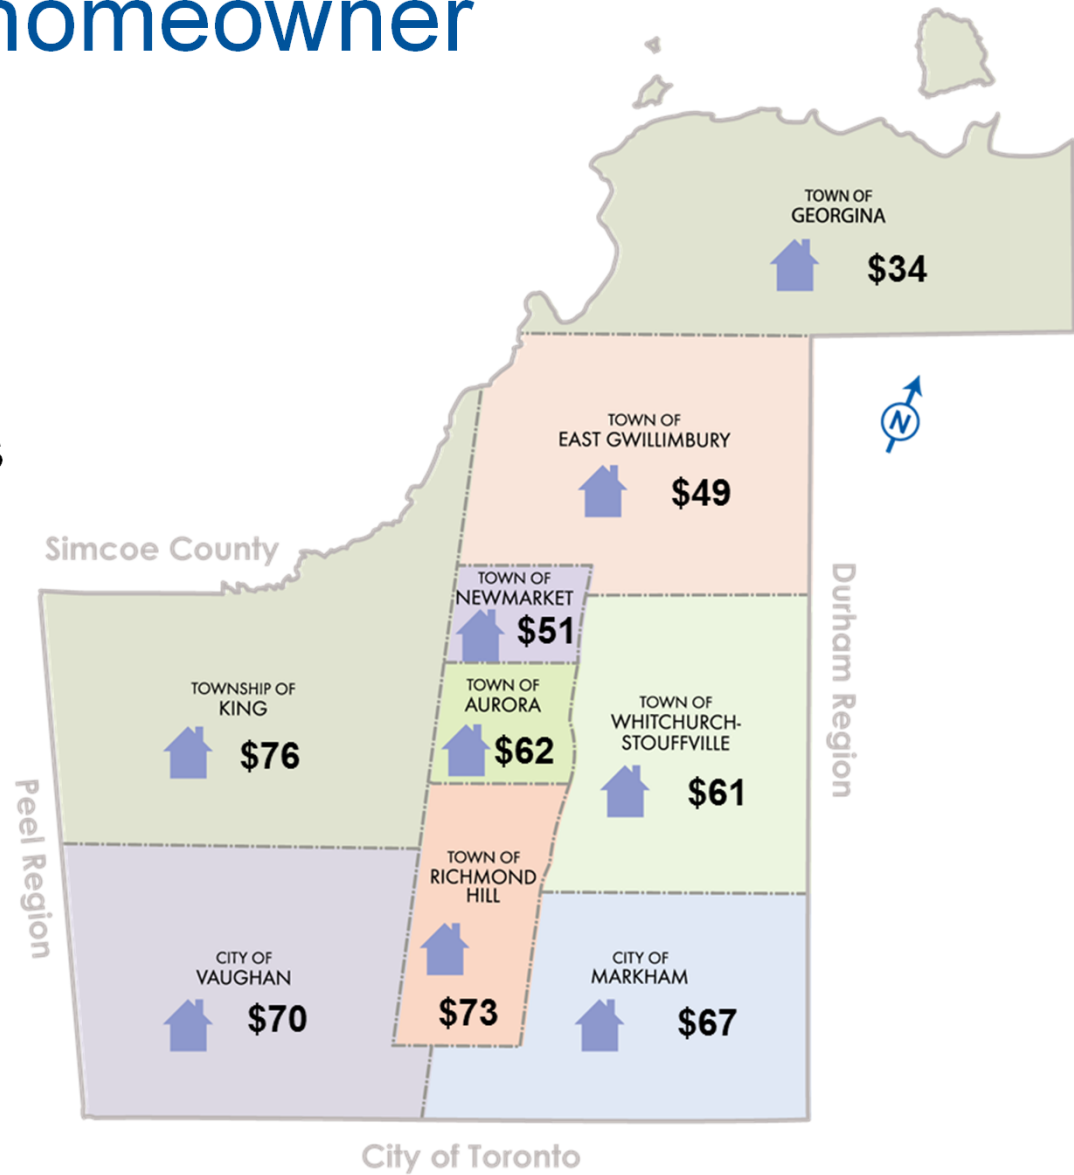 homeowner
TOWN OF
GEORGINA
$34
N
TOWN OF
EAST GWILLIMBURY
$49
Simcoe County
TOWN OF
NEWMARKET
$51
Durham Region
TOWNSHIP OF
KING
$76
TOWN OF
AURORA
$62
TOWN OF
WHITCHURCH-
STOUFFVILLE
$61
Peel Region
TOWN OF
RICHMOND
HILL
$73
CITY OF
VAUGHAN
$70
CITY OF
MARKHAM
$67
City of Toronto